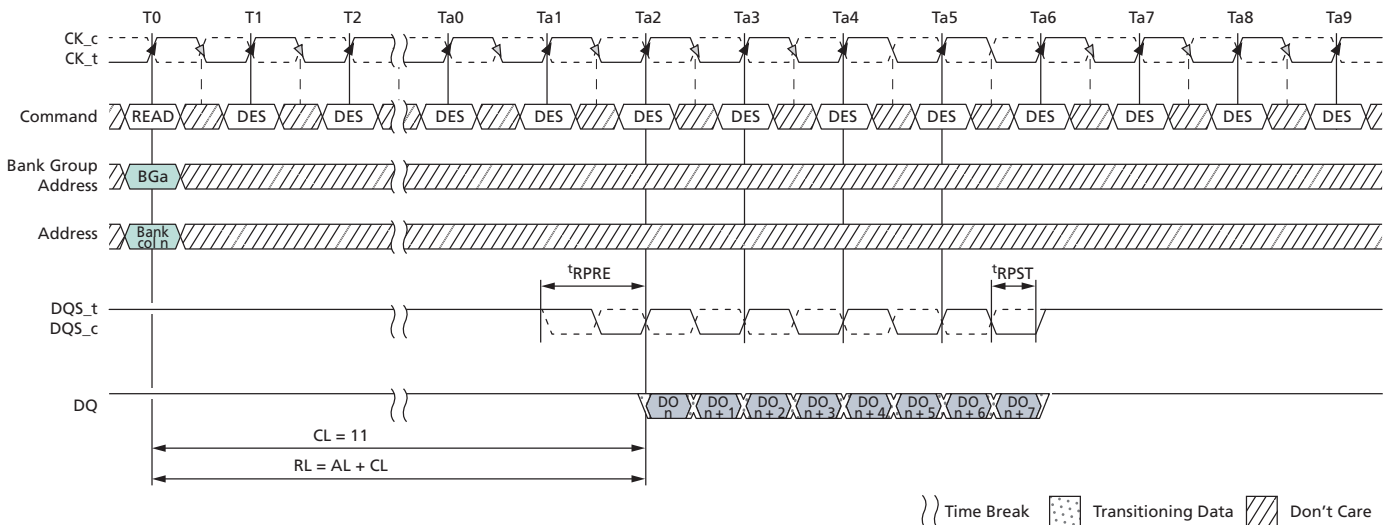 T0 T1 T2 Ta0 Ta1 Ta2 Ta3 Ta4 Ta5 Ta6 Ta7 Ta8 Ta9
CK_c
CK_t
Command READ DES DES DES DES DES DES DES DES DES DES DES DES
Bank Group
Address
BGa
Address
Bank
col n
tRPRE tRPST
DQS_t
DQS_c
DQ
DO DO DO DO DO DO DO DO
n n + 1 n + 2 n + 3 n + 4 n + 5 n + 6 n + 7
CL = 11
RL = AL + CL
Time Break Transitioning Data Don't Care